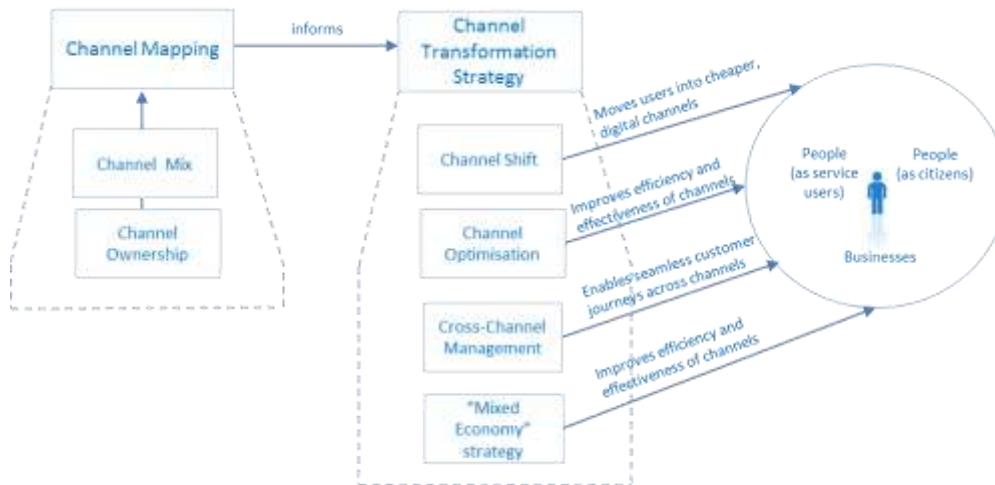 Channel Mapping
informs
Channel
Transformation
Strategy
Channel Mix
Channel
Ownership
Channel Shift
Channel
Optimisation
Cross-Channel
Management
"Mixed
Economy"
strategy
Moves users into cheaper,
digital channels
Improves efficiency and
effectiveness of channels
Enables seamless customer
journeys across channels
Improves efficiency and
effectiveness of channels
People
(as service
users)
People
(as citizens)
Businesses